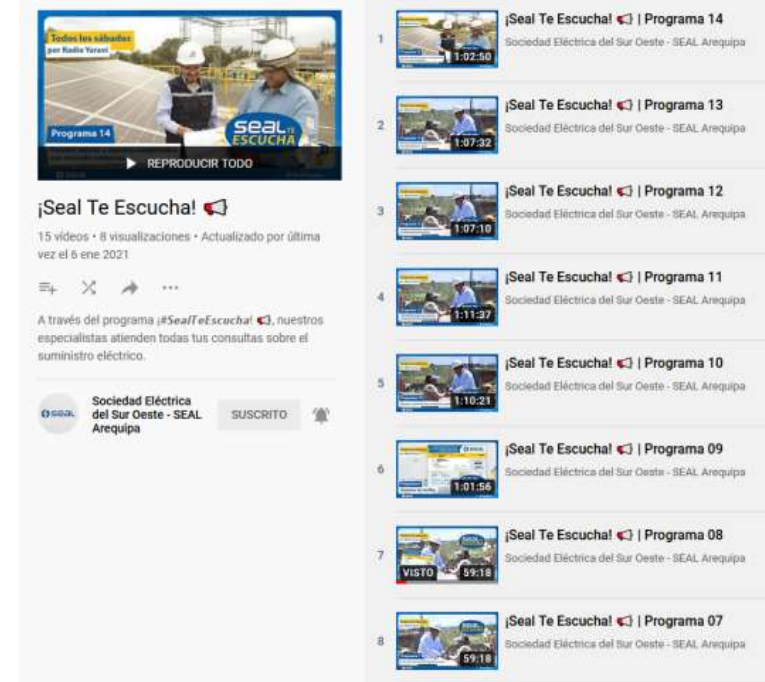 Todos los sábados
por Radio Yaraví
Programa 14
seal TE
ESCUCHA
REPRODUCIR TODO
¡Seal Te Escucha!
15 vídeos • 8 visualizaciones • Actualizado por última
vez el 6 ene 2021
A través del programa ¡#SealTeEscucha!, nuestros
especialistas atienden todas tus consultas sobre el
suministro eléctrico.
seal
Sociedad Eléctrica
del Sur Oeste - SEAL
Arequipa
SUSCRITO
1
1:02:50
¡Seal Te Escucha! | Programa 14
Sociedad Eléctrica del Sur Oeste - SEAL Arequipa
2
1:07:32
¡Seal Te Escucha! | Programa 13
Sociedad Eléctrica del Sur Oeste - SEAL Arequipa
3
1:07:10
¡Seal Te Escucha! | Programa 12
Sociedad Eléctrica del Sur Oeste - SEAL Arequipa
4
1:11:37
¡Seal Te Escucha! | Programa 11
Sociedad Eléctrica del Sur Oeste - SEAL Arequipa
5
1:10:21
¡Seal Te Escucha! | Programa 10
Sociedad Eléctrica del Sur Oeste - SEAL Arequipa
6
1:01:56
¡Seal Te Escucha! | Programa 09
Sociedad Eléctrica del Sur Oeste - SEAL Arequipa
7
VISTO
59:18
¡Seal Te Escucha! | Programa 08
Sociedad Eléctrica del Sur Oeste - SEAL Arequipa
8
59:18
¡Seal Te Escucha! | Programa 07
Sociedad Eléctrica del Sur Oeste - SEAL Arequipa